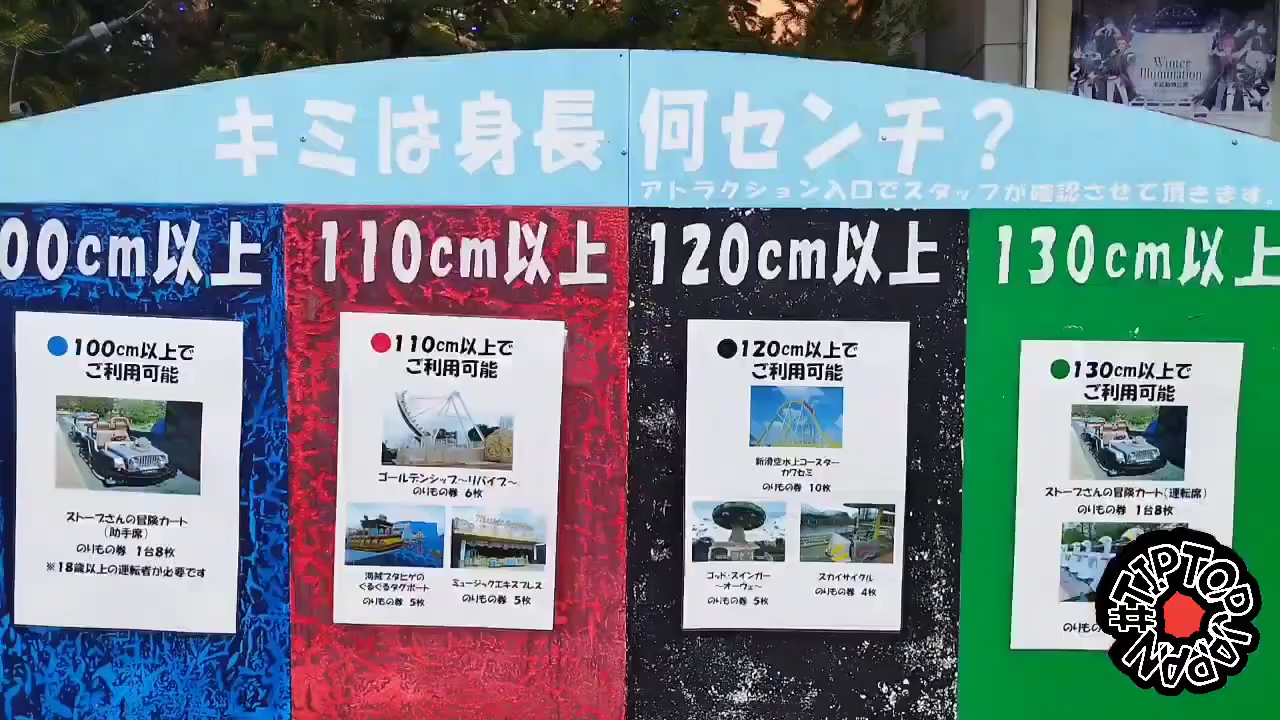 Winter
Illumination
東武動物公園
キミは身長 何センチ？
アトラクション入口でスタッフが確認させて頂きます。
00cm以上
110cm以上
120cm以上
130cm以上
100cm以上で
ご利用可能
ストーブさんの冒険カート
(助手席)
のりもの券 1台8枚
※18歳以上の運転者が必要です
110cm以上で
ご利用可能
ゴールデンシップ～リバイブ～
のりもの券 6枚
海賊ブタヒゲの
ぐるぐるタグボート
のりもの券 5枚
ミュージックエキスプレス
のりもの券 5枚
120cm以上で
ご利用可能
新滑空水上コースター
カワセミ
のりもの券 10枚
ゴッド・スインガー
～オーヴェ～
のりもの券 5枚
スカイサイクル
のりもの券 4枚
130cm以上で
ご利用可能
ストーブさんの冒険カート(運転席)
のりもの券 1台8枚
のりもの
#TIPTOPJAPAN